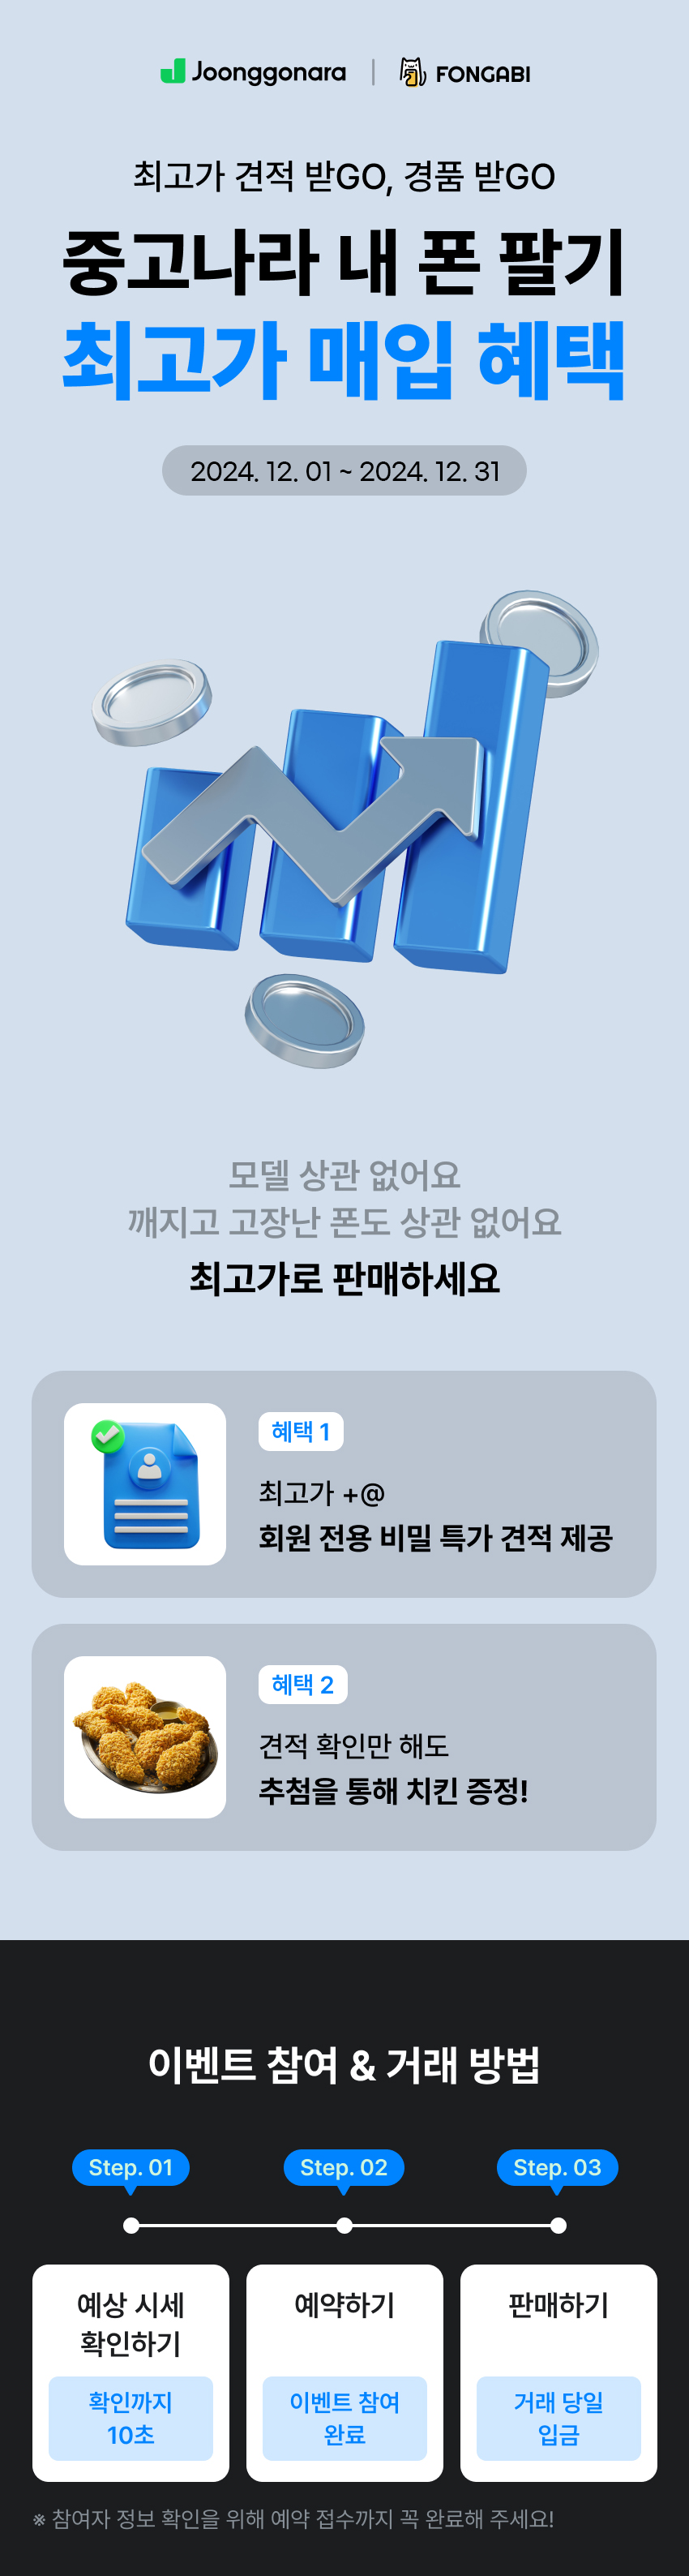 Joonggonara | FONGABI
최고가 견적 받GO, 경품 받GO
중고나라 내 폰 팔기
최고가 매입 혜택
2024. 12. 01 ~ 2024. 12. 31
모델 상관 없어요
깨지고 고장난 폰도 상관 없어요
최고가로 판매하세요
혜택 1
최고가 +@
회원 전용 비밀 특가 견적 제공
혜택 2
견적 확인만 해도
추첨을 통해 치킨 증정!
이벤트 참여 & 거래 방법
Step. 01
Step. 02
Step. 03
예상 시세
확인하기
확인까지
10초
예약하기
이벤트 참여
완료
판매하기
거래 당일
입금
※ 참여자 정보 확인을 위해 예약 접수까지 꼭 완료해 주세요!